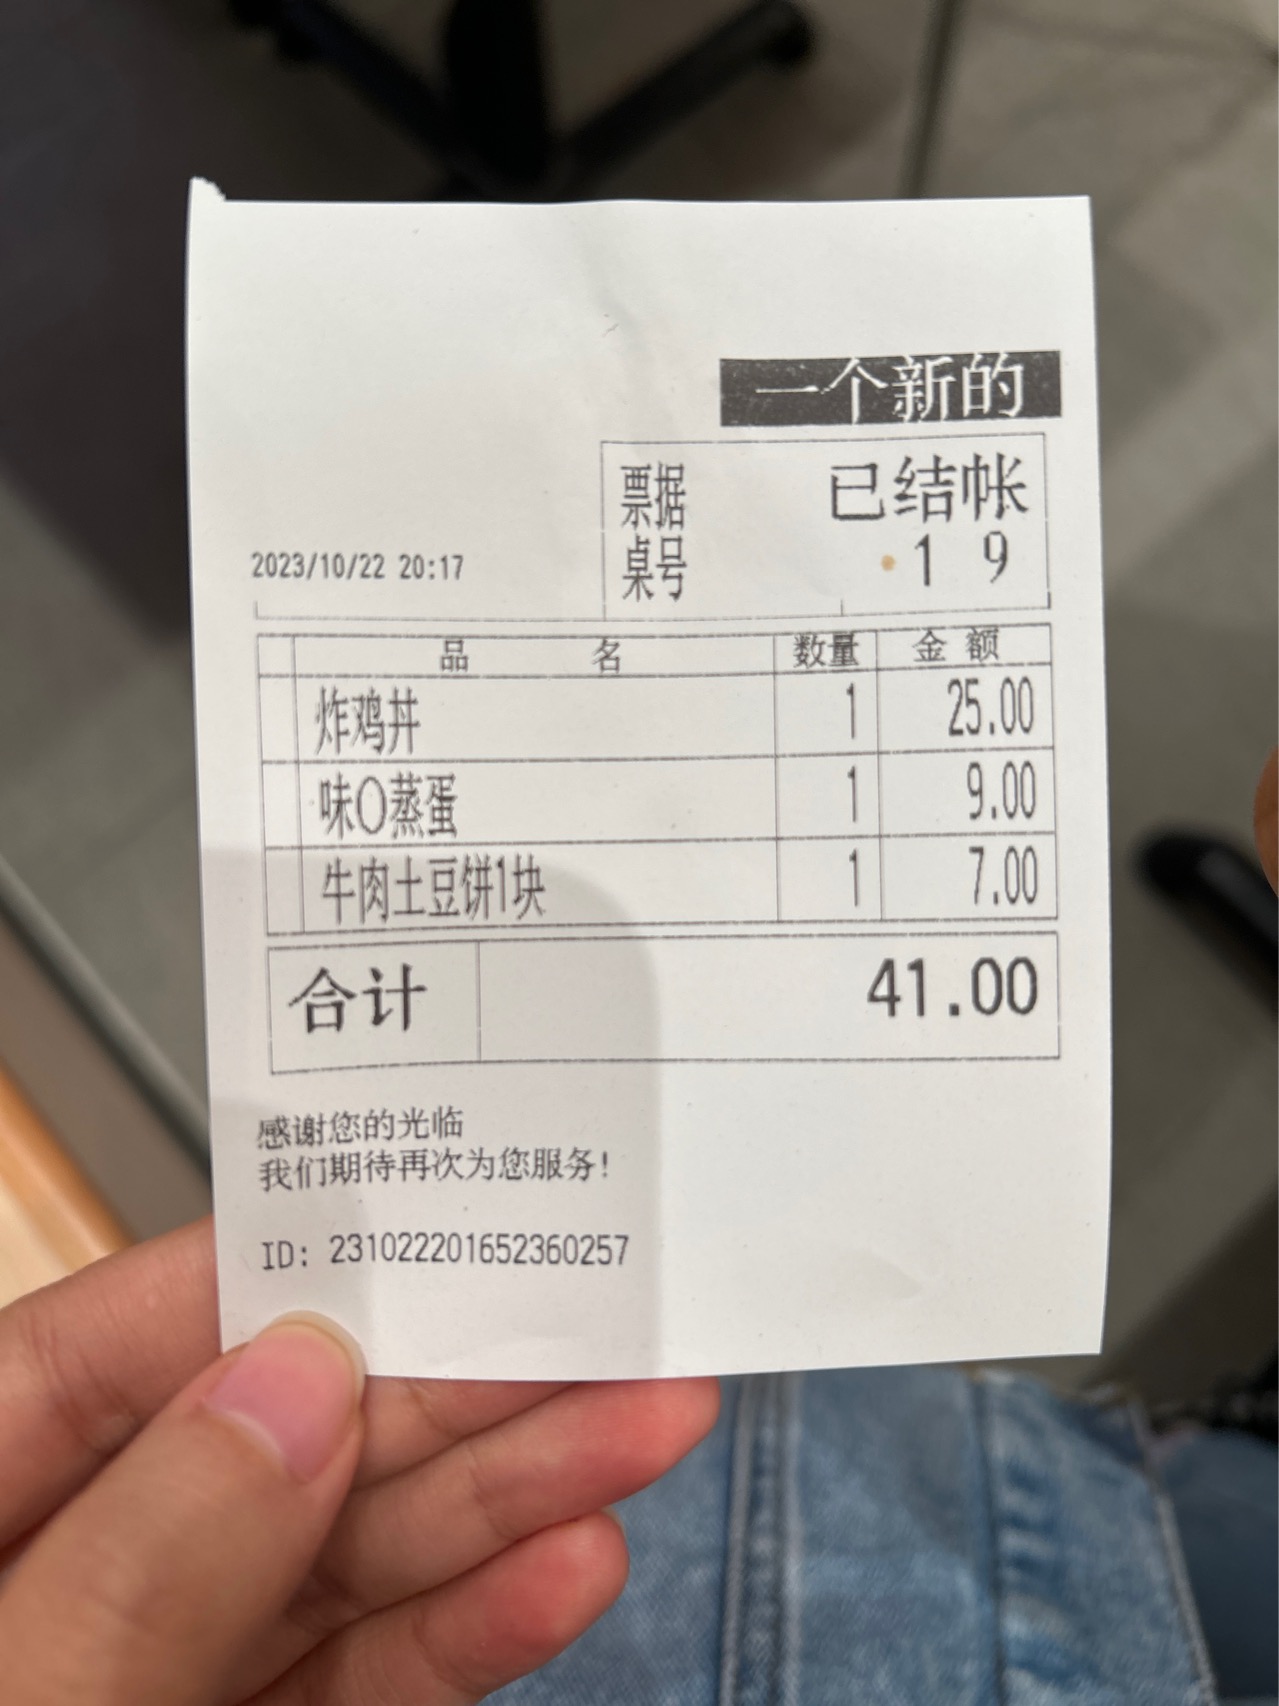 一个新的
票据 已结帐
桌号 19
2023/10/22 20:17
品名 数量 金额
炸鸡丼 1 25.00
味〇蒸蛋 1 9.00
牛肉土豆饼1块 1 7.00
合计 41.00
感谢您的光临
我们期待再次为您服务!
ID: 231022201652360257